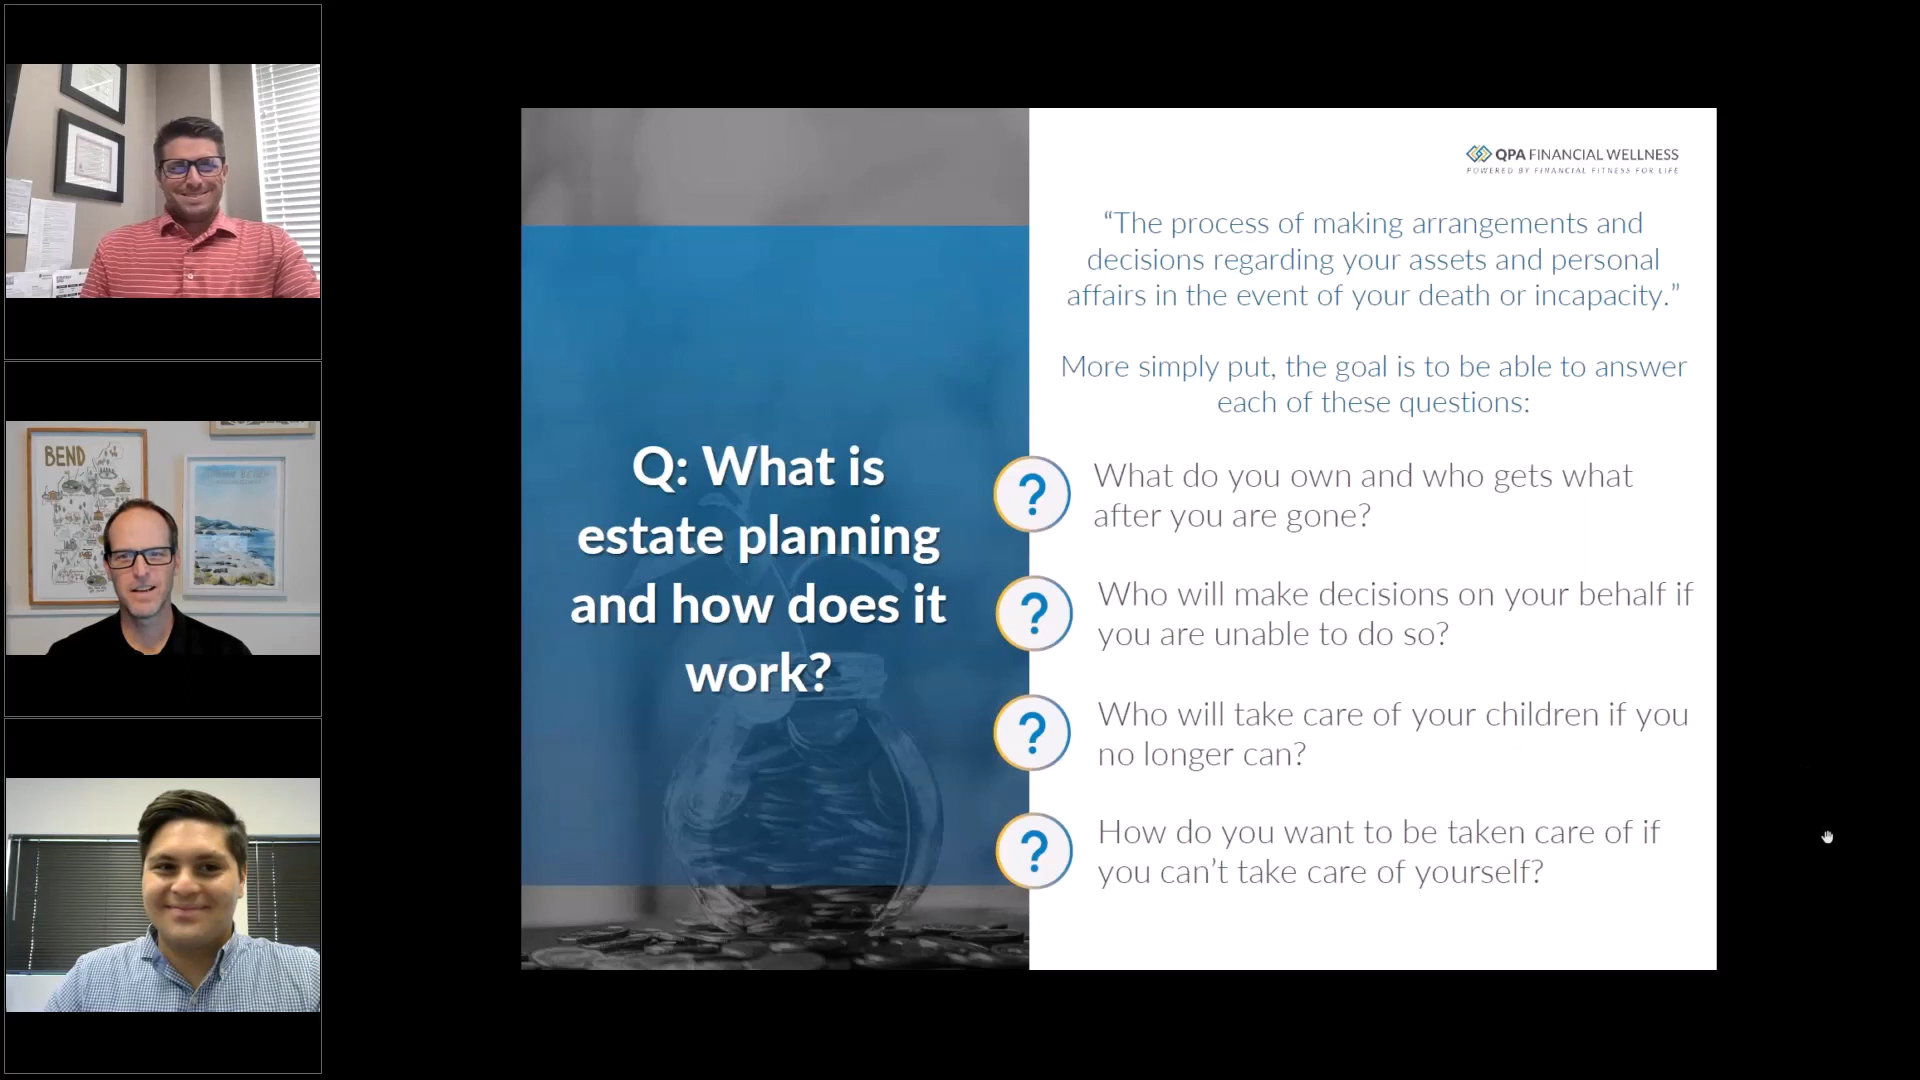 BEND
Q: What is
estate planning
and how does it
work?
QPA FINANCIAL WELLNESS
POWERED BY FINANCIAL FITNESS FOR LIFE
“The process of making arrangements and
decisions regarding your assets and personal
affairs in the event of your death or incapacity.”
More simply put, the goal is to be able to answer
each of these questions:
? What do you own and who gets what
after you are gone?
? Who will make decisions on your behalf if
you are unable to do so?
? Who will take care of your children if you
no longer can?
? How do you want to be taken care of if
you can’t take care of yourself?